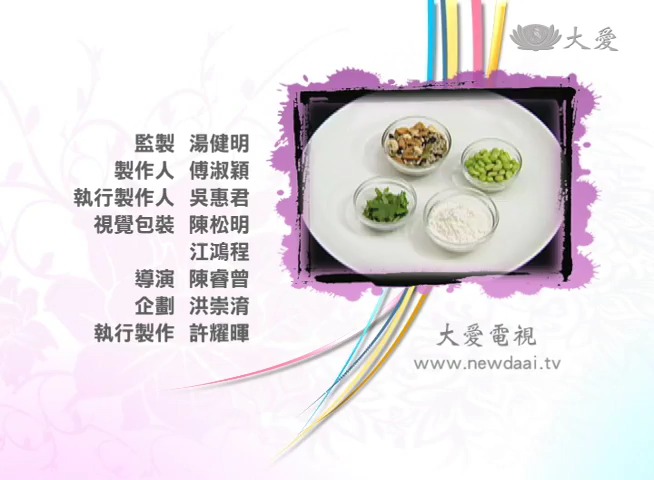 大愛
監製 湯健明
製作人 傅淑穎
執行製作人 吳惠君
視覺包裝 陳松明
江鴻程
導演 陳睿曾
企劃 洪崇淯
執行製作 許耀暉
大愛電視
www.newdaai.tv